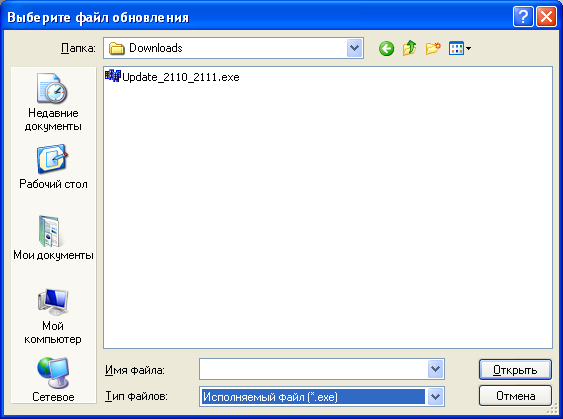 Выберите файл обновления
Папка:
Downloads
Update_2110_2111.exe
Недавние
документы
Рабочий стол
Мои документы
Мой
компьютер
Сетевое
Имя файла:
Открыть
Тип файлов:
Исполняемый файл (*.exe)
Отмена